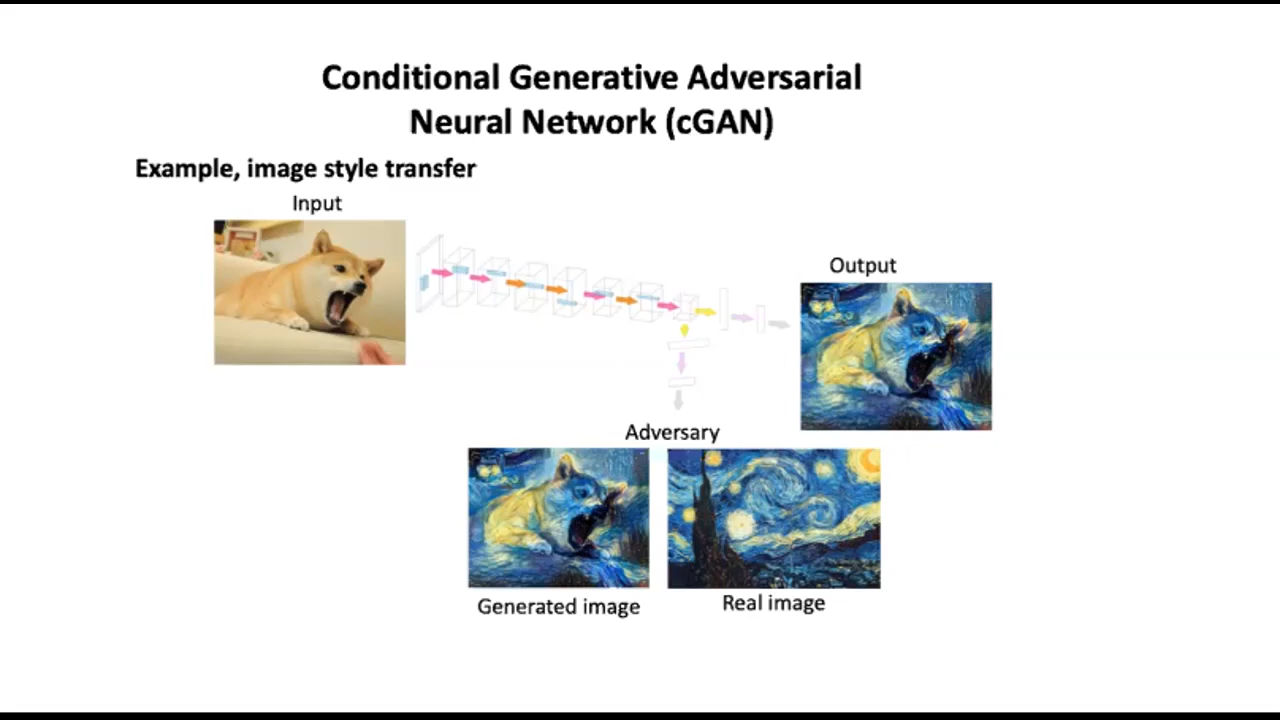 Conditional Generative Adversarial
Neural Network (cGAN)
Example, image style transfer
Input
Output
Adversary
Generated image
Real image